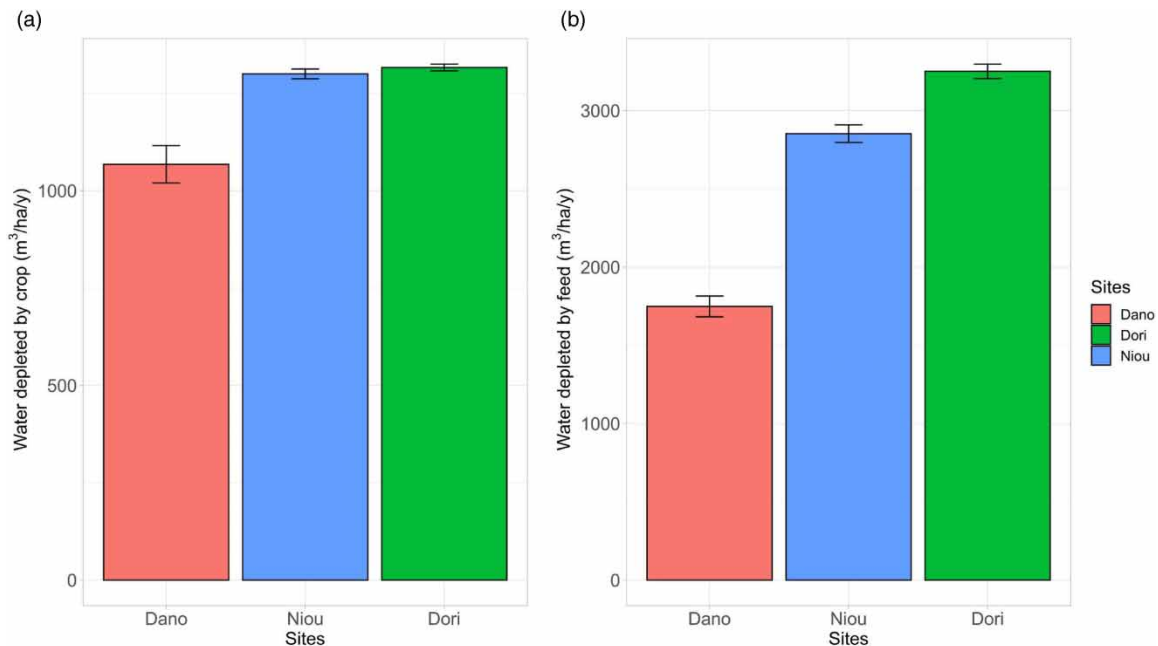 (a)
Water depleted by crop (m³/ha/y)
1000
500
0
Dano Niou Dori
Sites
(b)
Water depleted by feed (m³/ha/y)
3000
2000
1000
0
Dano Niou Dori
Sites
Sites
Dano
Dori
Niou